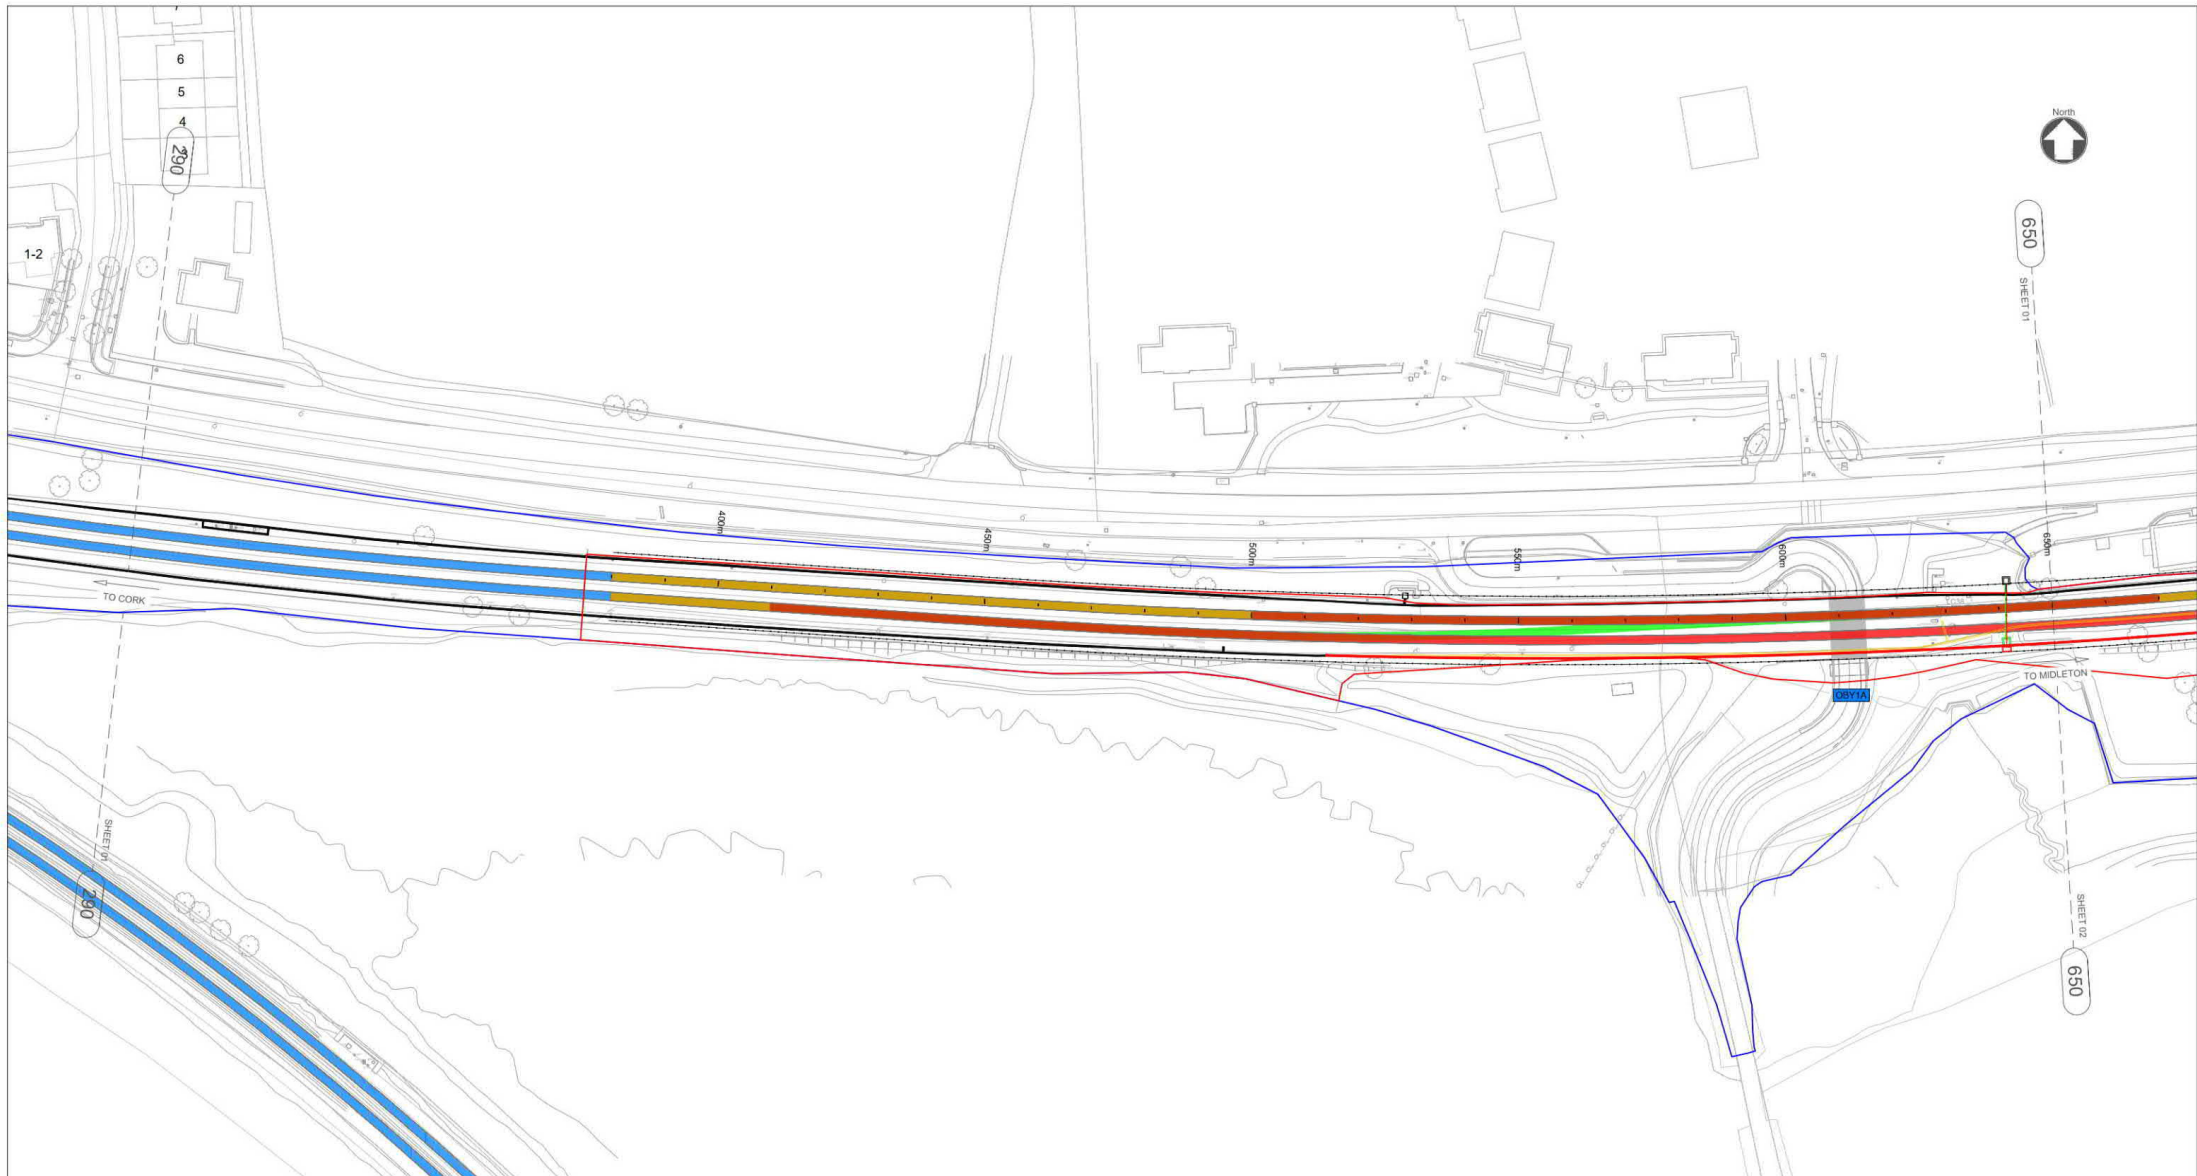 6
5
4
290
North
650
1-2
SHEET 01
400m
450m
500m
550m
600m
650m
TO CORK
TO MIDLETON
OBY1A
SHEET 01
290
SHEET 02
650